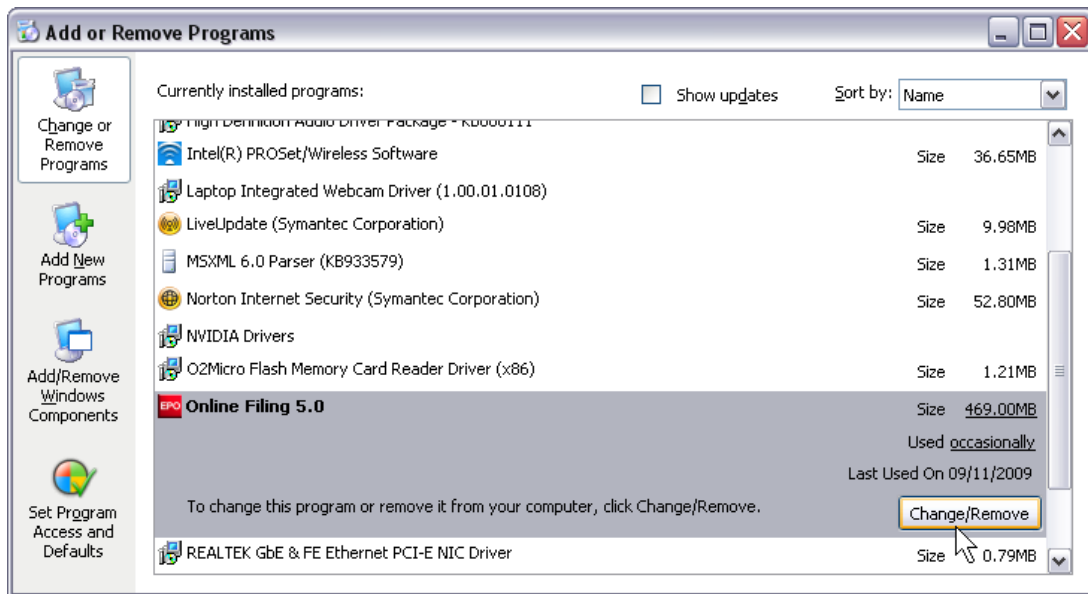 Add or Remove Programs
Change or
Remove
Programs
Add New
Programs
Add/Remove
Windows
Components
Set Program
Access and
Defaults
Currently installed programs:
Show updates
Sort by: Name
High Definition Audio Driver Package - KB888111
Intel(R) PROSet/Wireless Software Size 36.65MB
Laptop Integrated Webcam Driver (1.00.01.0108)
LiveUpdate (Symantec Corporation) Size 9.98MB
MSXML 6.0 Parser (KB933579) Size 1.31MB
Norton Internet Security (Symantec Corporation) Size 52.80MB
NVIDIA Drivers
O2Micro Flash Memory Card Reader Driver (x86) Size 1.21MB
EPO Online Filing 5.0 Size 469.00MB
Used occasionally
Last Used On 09/11/2009
To change this program or remove it from your computer, click Change/Remove. Change/Remove
REALTEK GbE & FE Ethernet PCI-E NIC Driver Size 0.79MB